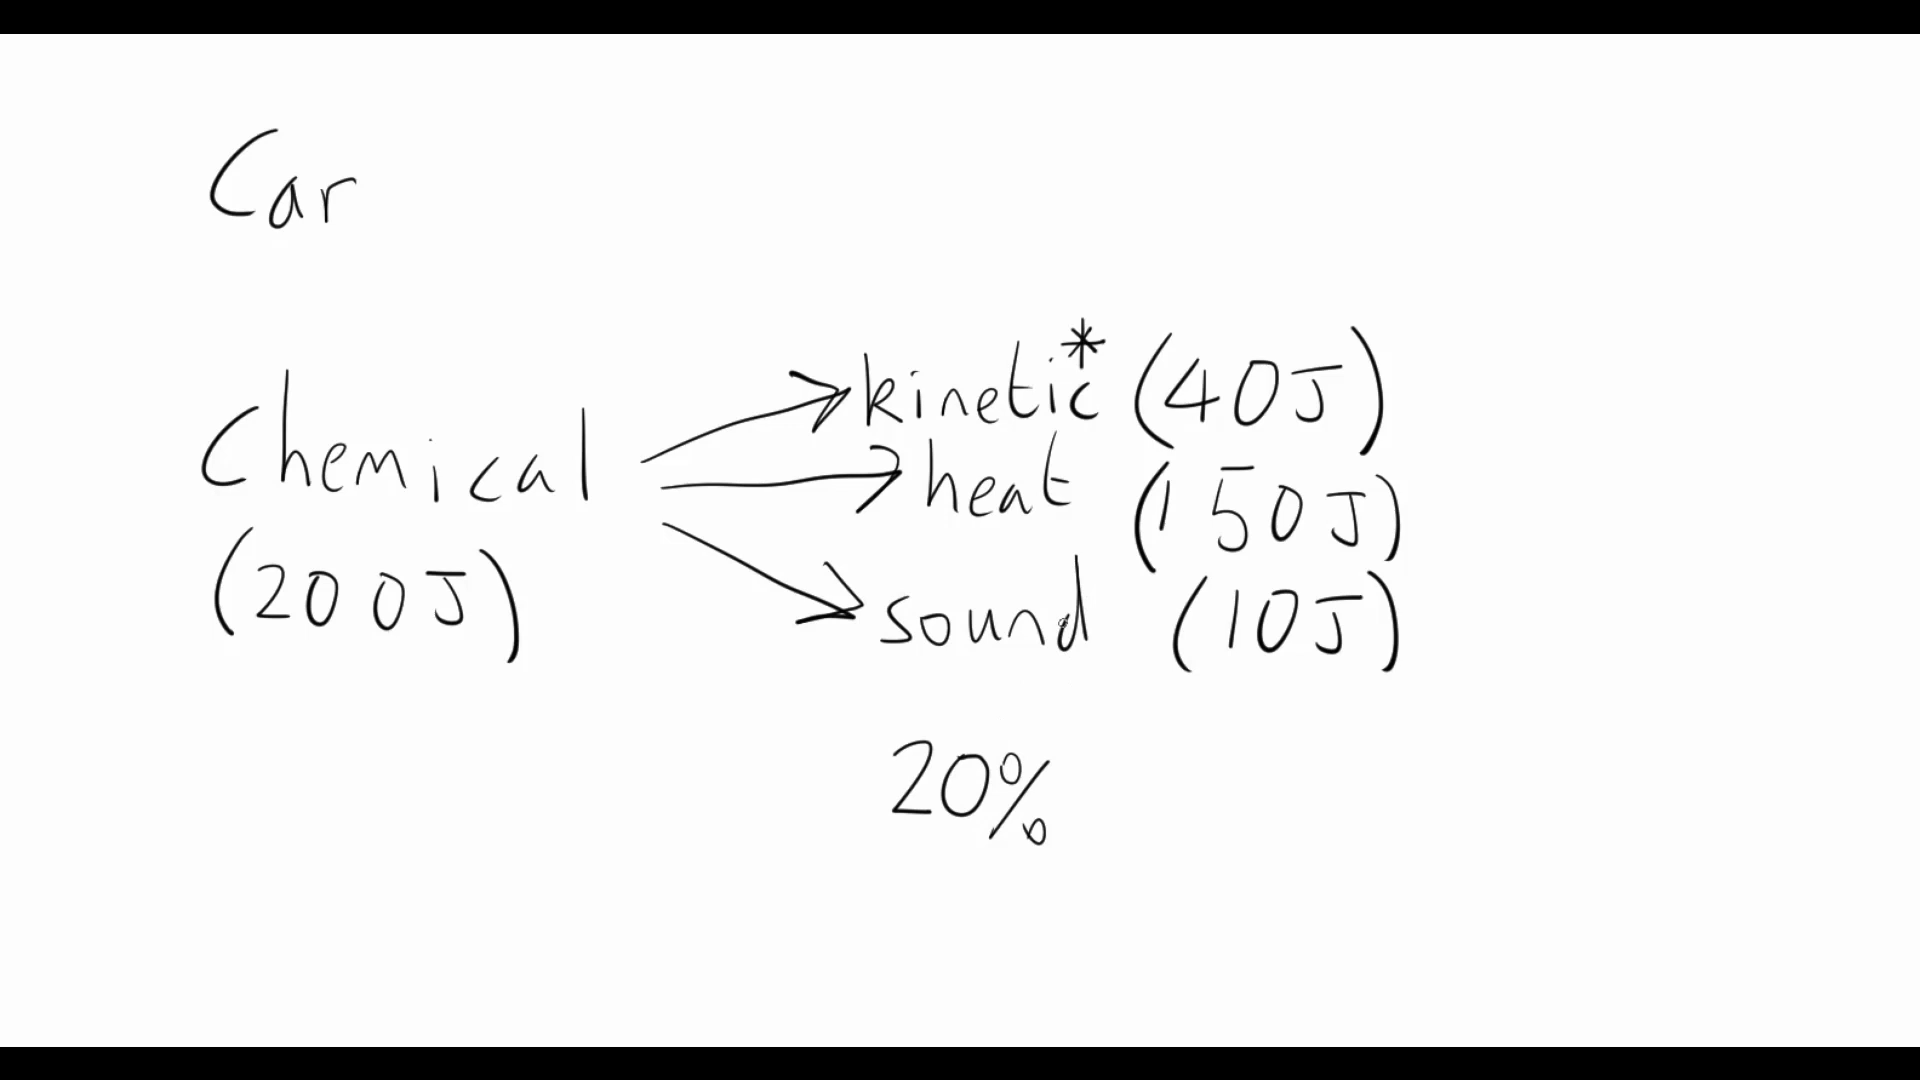 Car
Chemical
(200J)
kinetic* (40J)
heat (150J)
sound (10J)
20%